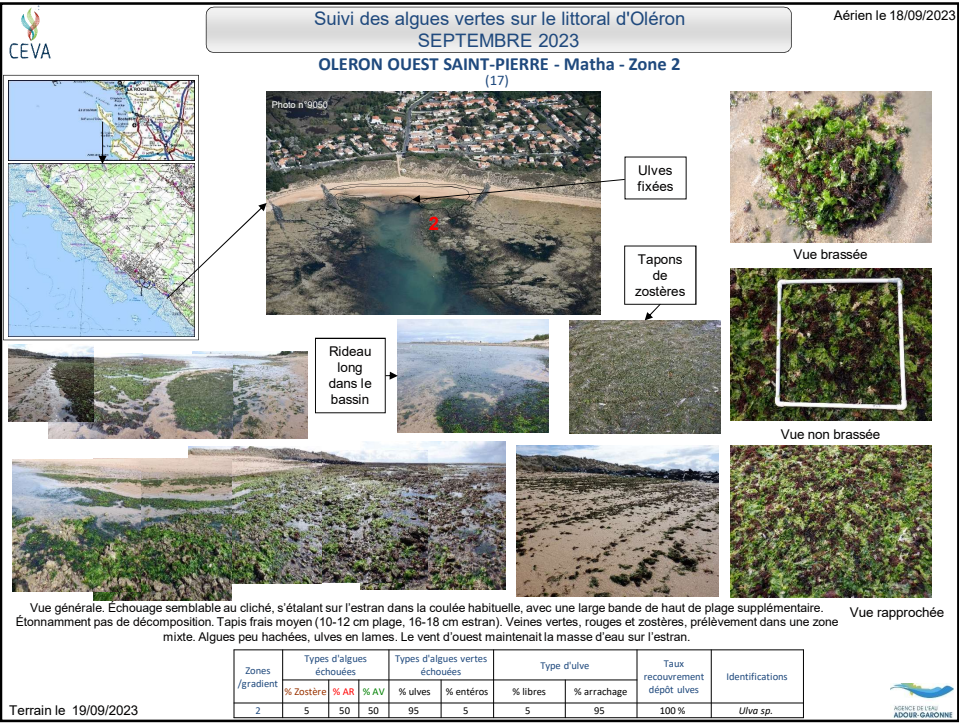 CEVA
Suivi des algues vertes sur le littoral d'Oléron
SEPTEMBRE 2023
Aérien le 18/09/2023
OLERON OUEST SAINT-PIERRE - Matha - Zone 2
(17)
Photo n°9050
2
Ulves
fixées
Vue brassée
Tapons
de
zostères
Rideau
long
dans le
bassin
Vue non brassée
Vue générale. Échouage semblable au cliché, s'étalant sur l'estran dans la coulée habituelle, avec une large bande de haut de plage supplémentaire.
Étonnamment pas de décomposition. Tapis frais moyen (10-12 cm plage, 16-18 cm estran). Veines vertes, rouges et zostères, prélèvement dans une zone
mixte. Algues peu hachées, ulves en lames. Le vent d'ouest maintenait la masse d'eau sur l'estran.
Vue rapprochée
Zones /gradient | Types d'algues échouées | Types d'algues vertes échouées | Type d'ulve | Taux recouvrement dépôt ulves | Identifications
% Zostère | % AR | % AV | % ulves | % entéros | % libres | % arrachage
2 | 5 | 50 | 50 | 95 | 5 | 5 | 95 | 100 % | Ulva sp.
Terrain le 19/09/2023
AGENCE DE L'EAU
ADOUR-GARONNE